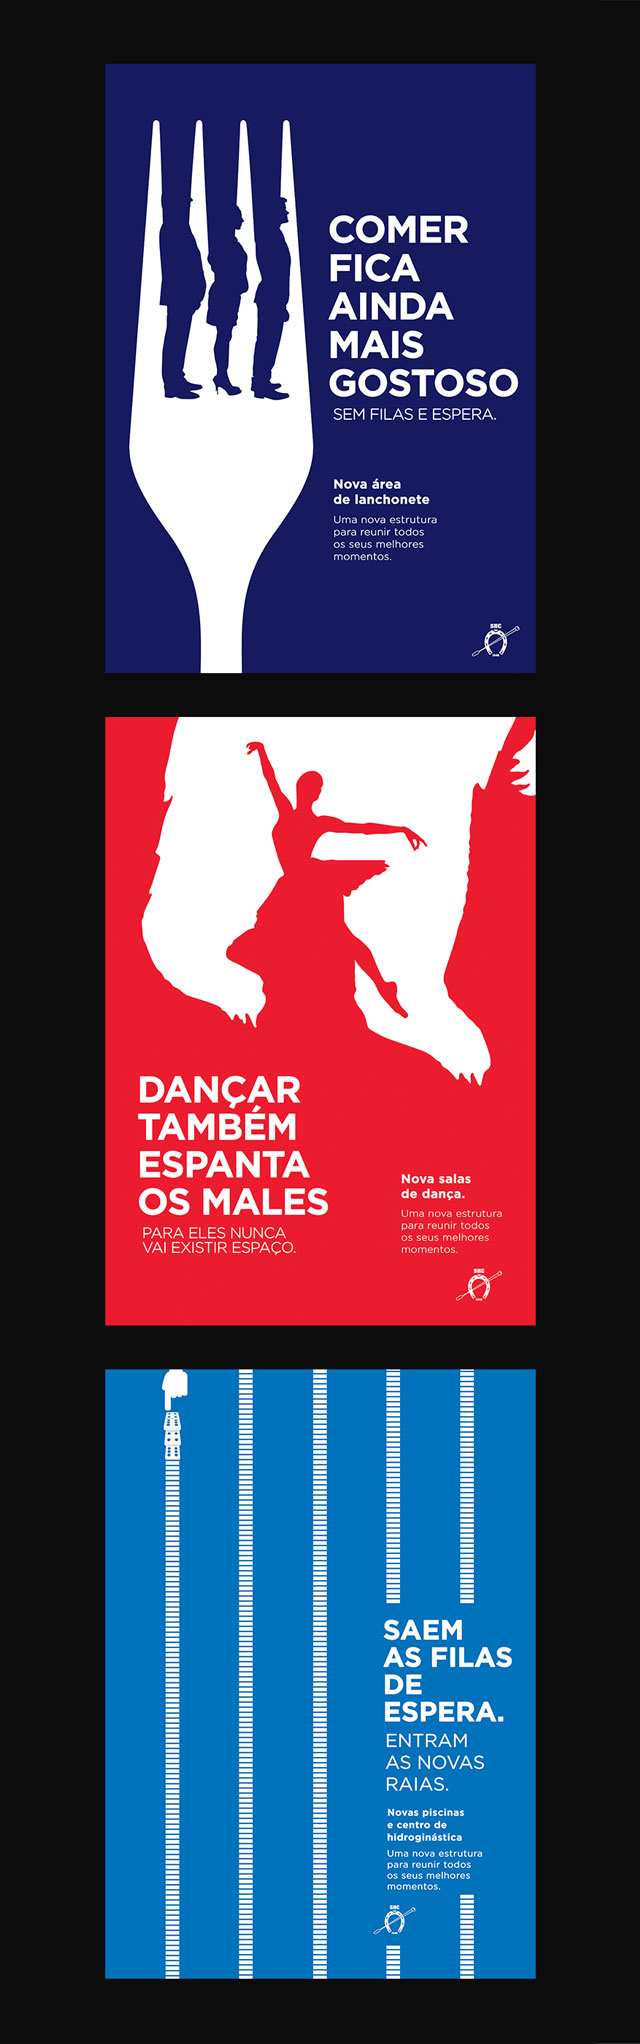 COMER
FICA
AINDA
MAIS
GOSTOSO
SEM FILAS E ESPERA.
Nova área
de lanchonete
Uma nova estrutura
para reunir todos
os seus melhores
momentos.
SHC
DANÇAR
TAMBÉM
ESPANTA
OS MALES
PARA ELES NUNCA
VAI EXISTIR ESPAÇO.
Nova salas
de dança.
Uma nova estrutura
para reunir todos
os seus melhores
momentos.
SHC
SAEM
AS FILAS
DE
ESPERA.
ENTRAM
AS NOVAS
RAIAS.
Novas piscinas
e centro de
hidroginástica
Uma nova estrutura
para reunir todos
os seus melhores
momentos.
SHC